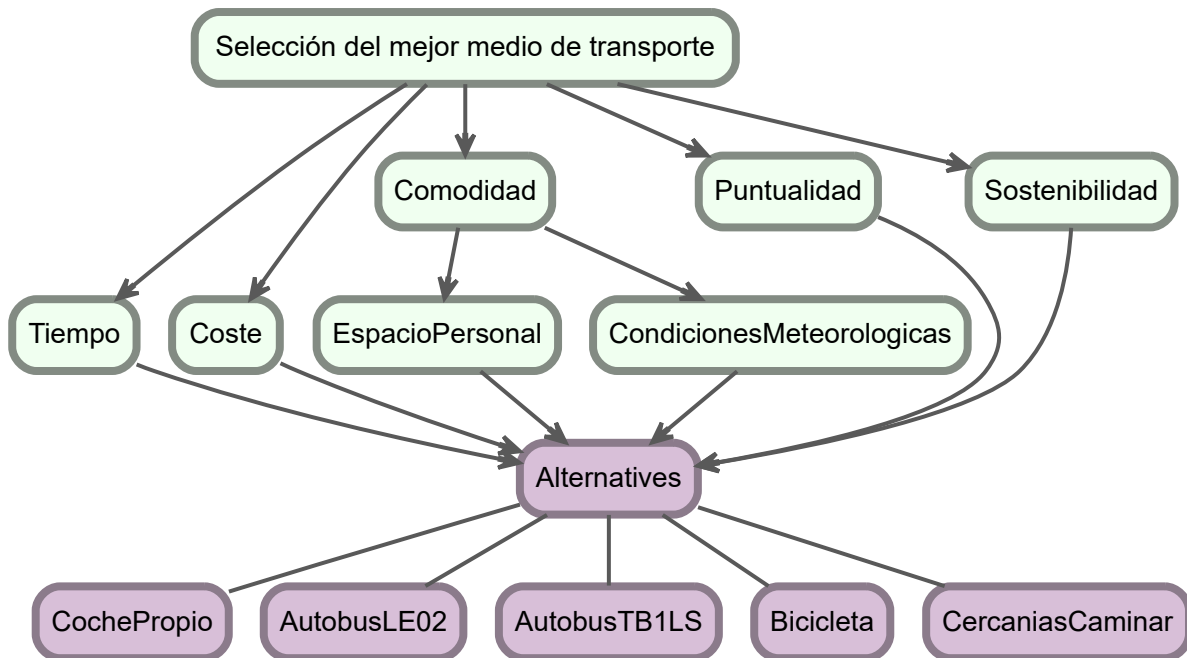 Selección del mejor medio de transporte
Comodidad
Puntualidad
Sostenibilidad
Tiempo
Coste
EspacioPersonal
CondicionesMeteorologicas
Alternatives
CochePropio
AutobusLE02
AutobusTB1LS
Bicicleta
CercaniasCaminar